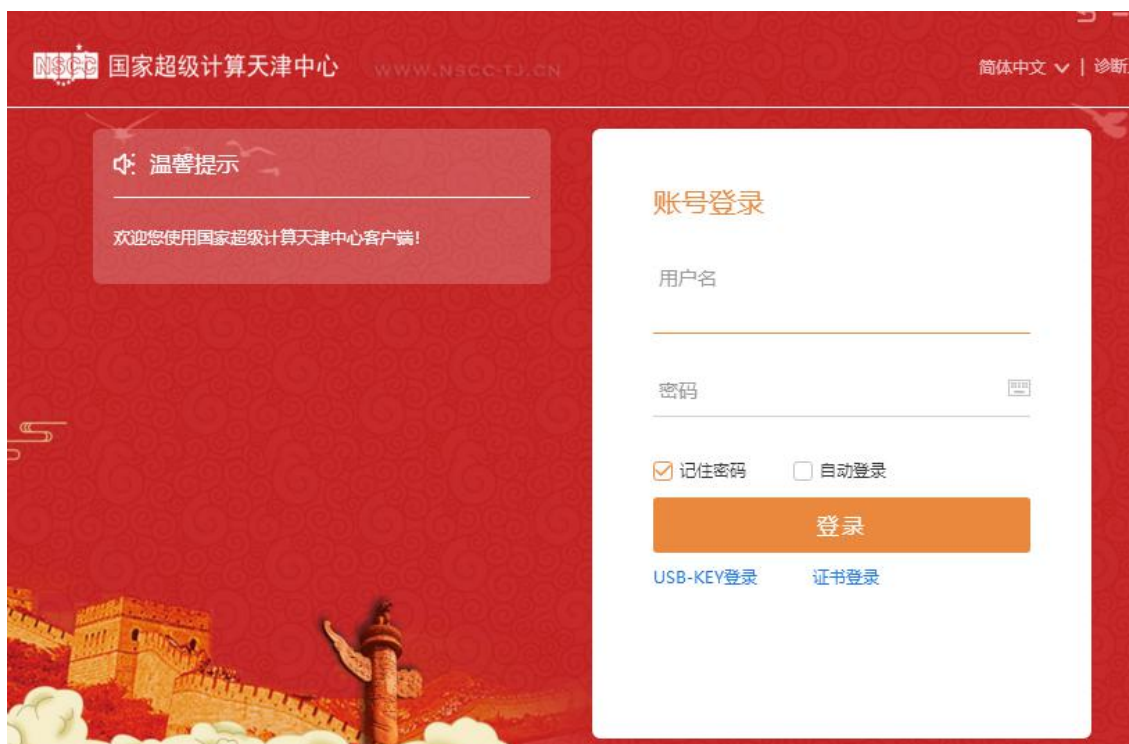 NSCC 国家超级计算天津中心 WWW.NSCC-TJ.CN
简体中文 | 诊断
温馨提示
欢迎您使用国家超级计算天津中心客户端!
账号登录
用户名
密码
记住密码 自动登录
登录
USB-KEY登录 证书登录